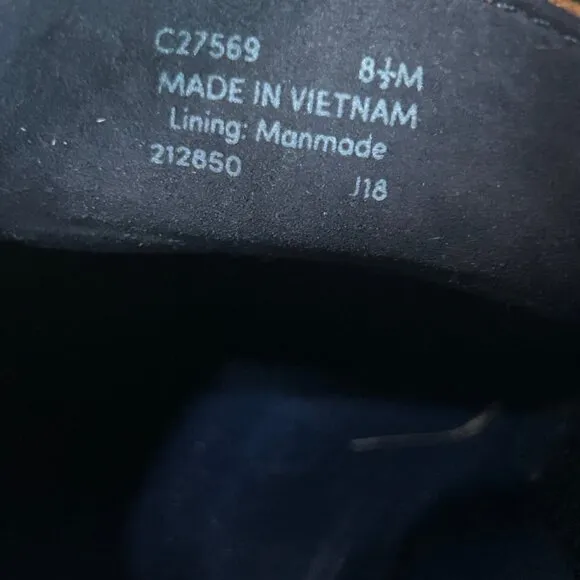 C27569 8½M
MADE IN VIETNAM
Lining: Manmade
212850 J18